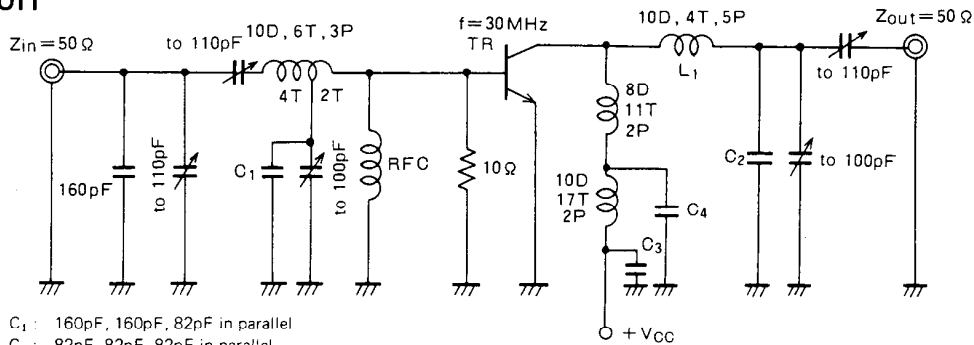 Zin=50Ω
to 110pF
10D, 6T, 3P
f=30MHz
TR
10D, 4T, 5P
Zout=50Ω
to 110pF
4T
2T
L₁
8D
11T
2P
160pF
to 110pF
C₁
to 100pF
RFC
10Ω
10D
17T
2P
C₄
C₃
C₂
to 100pF
+VCC
C₁ : 160pF, 160pF, 82pF in parallel